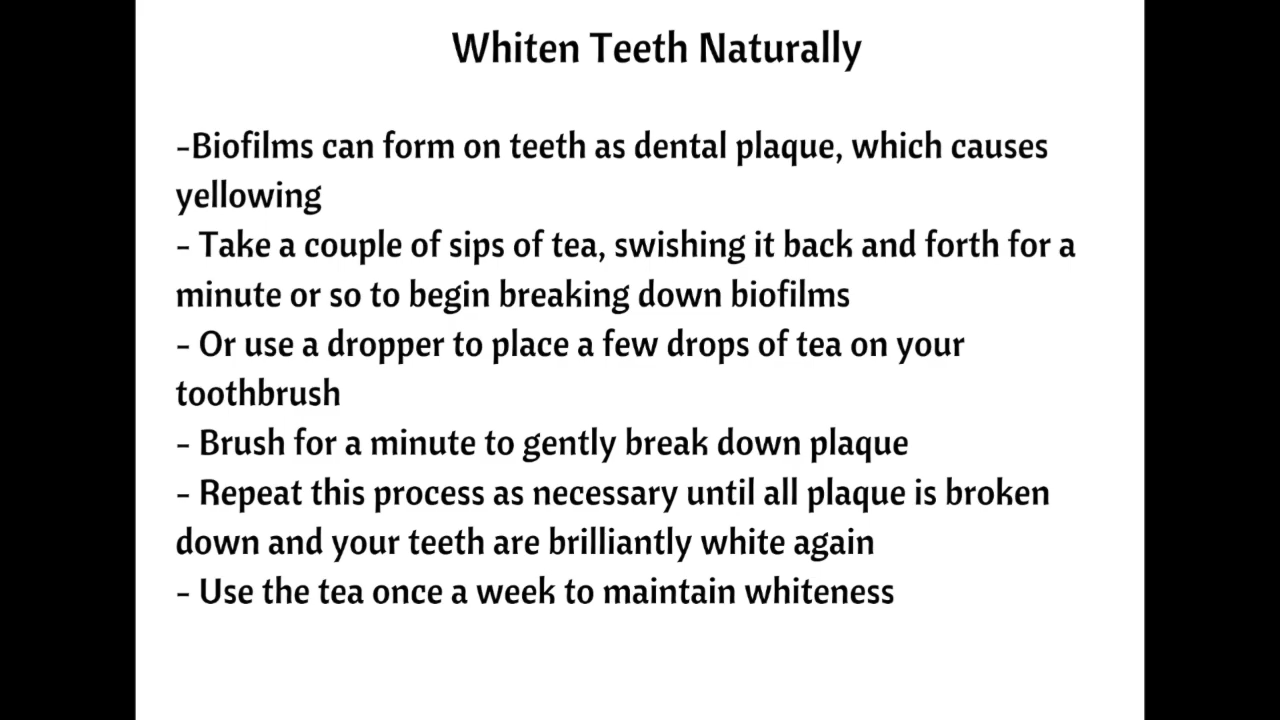 Whiten Teeth Naturally
-Biofilms can form on teeth as dental plaque, which causes
yellowing
- Take a couple of sips of tea, swishing it back and forth for a
minute or so to begin breaking down biofilms
- Or use a dropper to place a few drops of tea on your
toothbrush
- Brush for a minute to gently break down plaque
- Repeat this process as necessary until all plaque is broken
down and your teeth are brilliantly white again
- Use the tea once a week to maintain whiteness